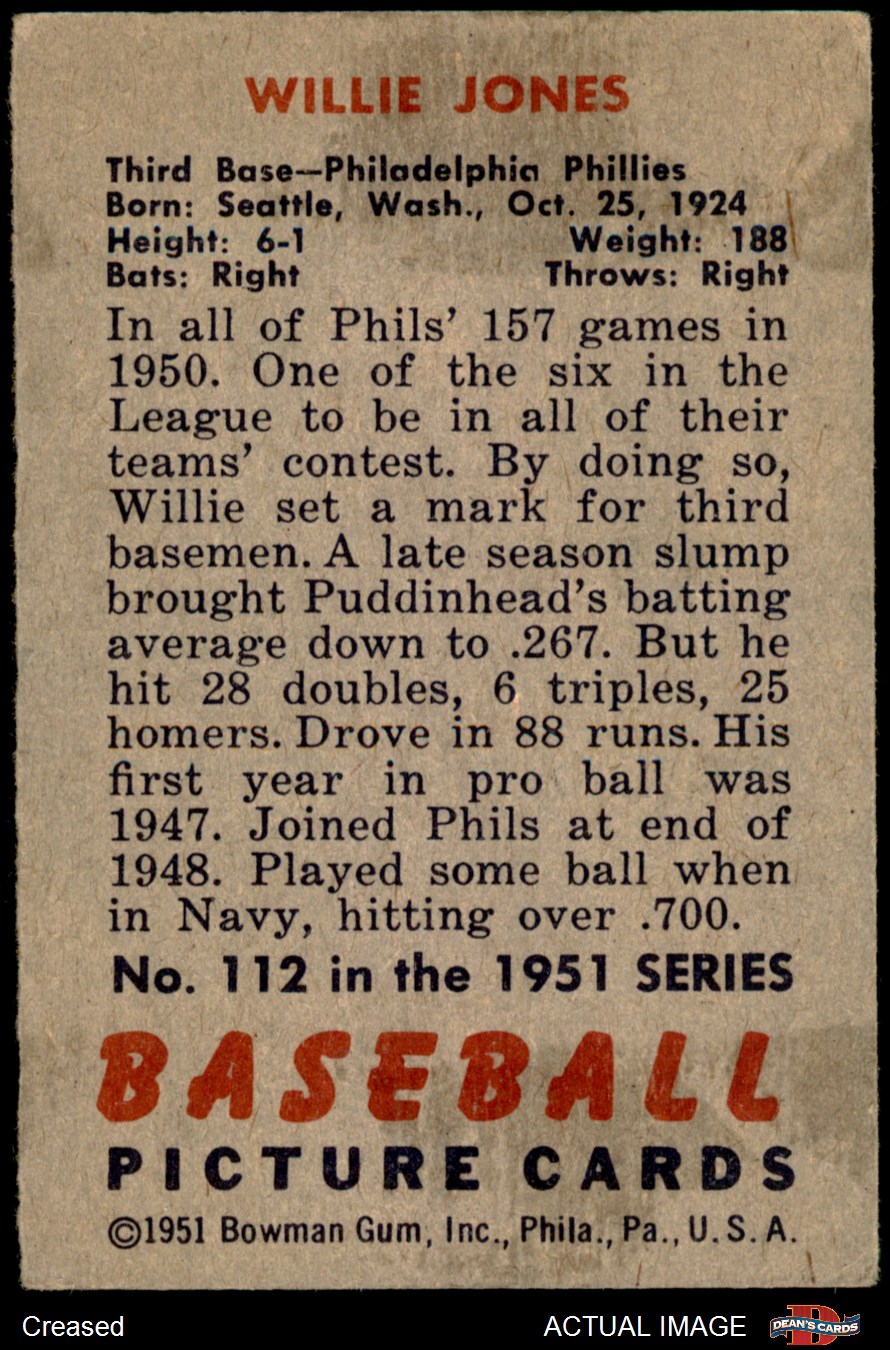 WILLIE JONES
Third Base—Philadelphia Phillies
Born: Seattle, Wash., Oct. 25, 1924
Height: 6-1 Weight: 188
Bats: Right Throws: Right
In all of Phils' 157 games in
1950. One of the six in the
League to be in all of their
teams' contest. By doing so,
Willie set a mark for third
basemen. A late season slump
brought Puddinhead's batting
average down to .267. But he
hit 28 doubles, 6 triples, 25
homers. Drove in 88 runs. His
first year in pro ball was
1947. Joined Phils at end of
1948. Played some ball when
in Navy, hitting over .700.
No. 112 in the 1951 SERIES
BASEBALL
PICTURE CARDS
©1951 Bowman Gum, Inc., Phila., Pa., U. S. A.
Creased ACTUAL IMAGE DEAN'S CARDS